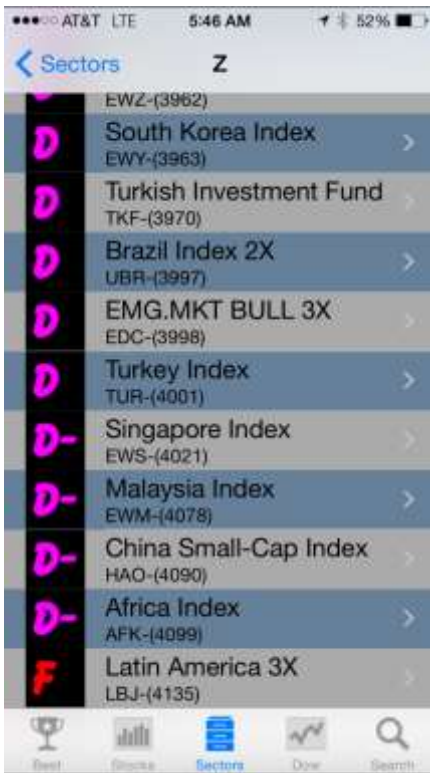 AT&T LTE 5:46 AM 52%
Sectors Z
EWZ-(3962)
D South Korea Index
EWY-(3963)
D Turkish Investment Fund
TKF-(3970)
D Brazil Index 2X
UBR-(3997)
D EMG.MKT BULL 3X
EDC-(3998)
D Turkey Index
TUR-(4001)
D- Singapore Index
EWS-(4021)
D- Malaysia Index
EWM-(4078)
D- China Small-Cap Index
HAO-(4090)
D- Africa Index
AFK-(4099)
F Latin America 3X
LBJ-(4135)
Best Stocks Sectors Dow Search